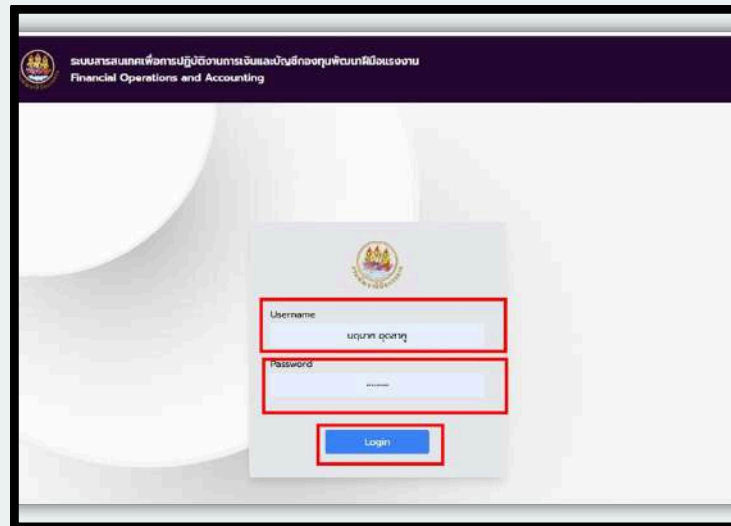 ระบบสารสนเทศเพื่อการปฏิบัติงานการเงินและบัญชีกองทุนพัฒนาฝีมือแรงงาน
Financial Operations and Accounting
Username
Password
Login